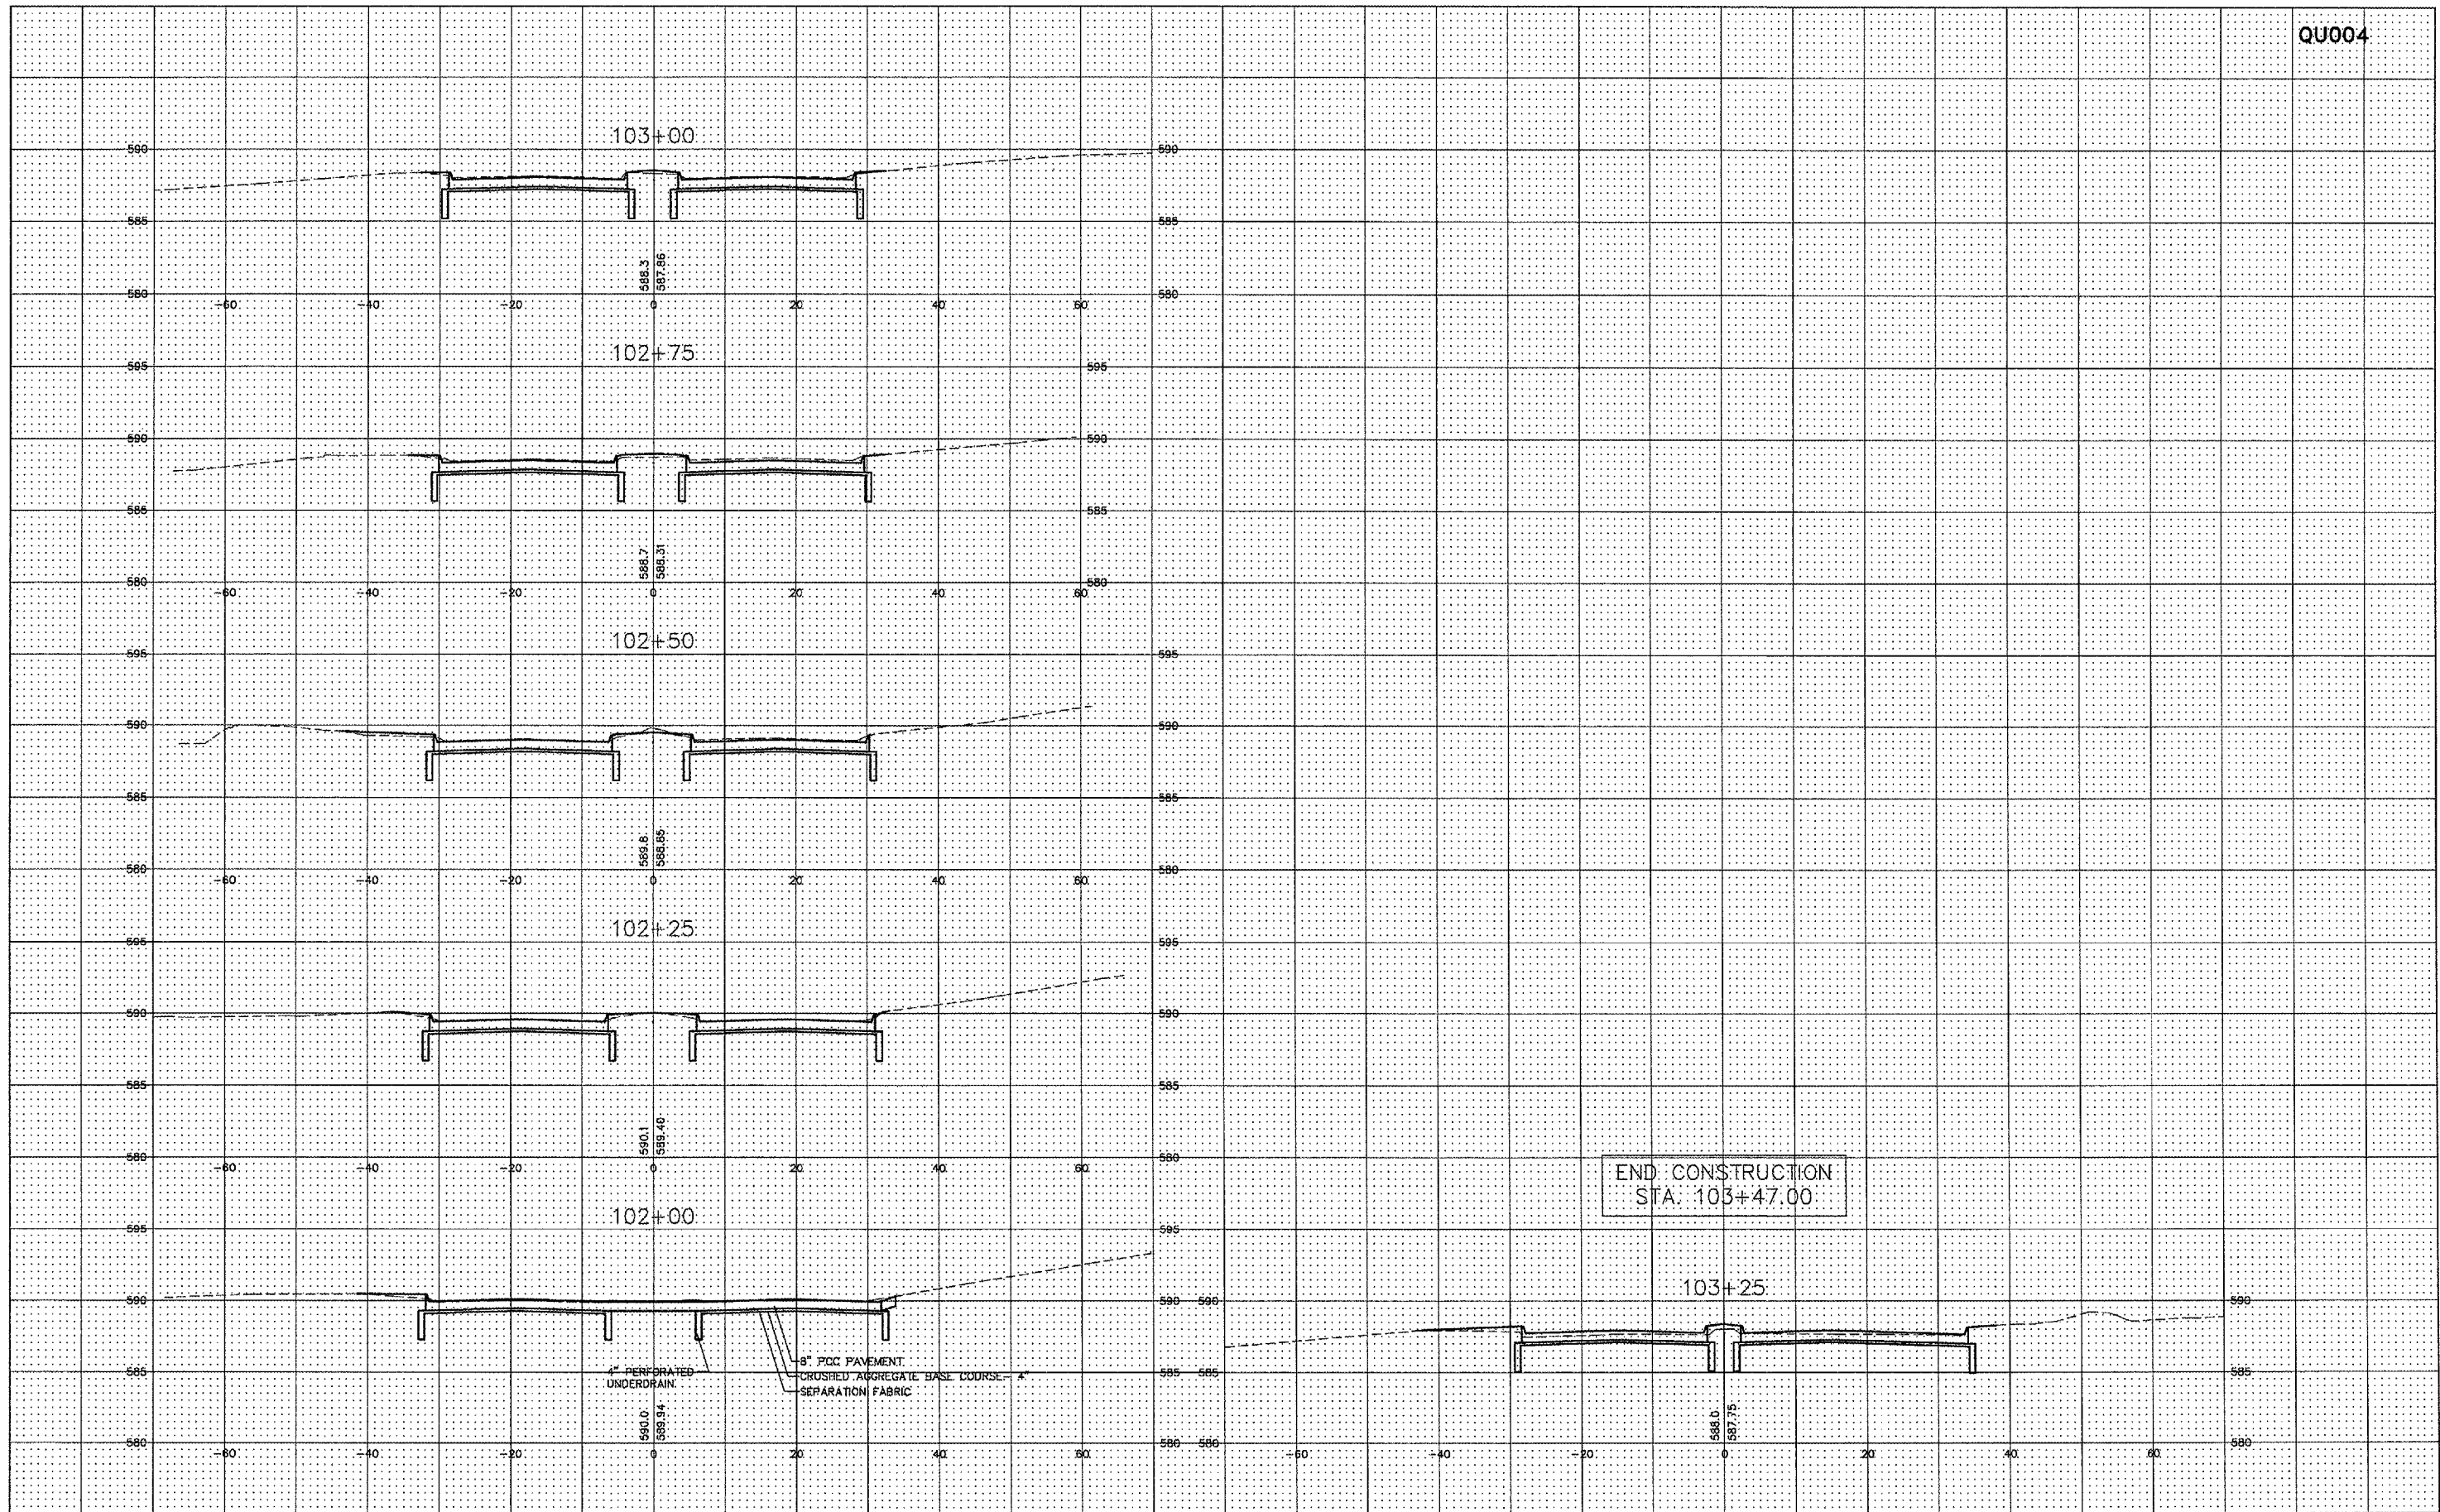 QU004
103+00
590 590
585 585
588.3
587.86
580 580
-60 -40 -20 0 20 40 60
102+75
595 595
590 590
585 585
588.7
588.31
580 580
-60 -40 -20 0 20 40 60
102+50
595 595
590 590
585 585
589.8
588.85
580 580
-60 -40 -20 0 20 40 60
102+25
595 595
590 590
585 585
590.1
589.40
580 580
-60 -40 -20 0 20 40 60
102+00
595 595
590 590
585 585
8" PCC PAVEMENT
CRUSHED AGGREGATE BASE COURSE- 4"
SEPARATION FABRIC
4" PERFORATED
UNDERDRAIN
590.0
589.94
580 580
-60 -40 -20 0 20 40 60
END CONSTRUCTION
STA. 103+47.00
595
103+25
590 590
585 585
588.0
587.75
580 580
-60 -40 -20 0 20 40 60